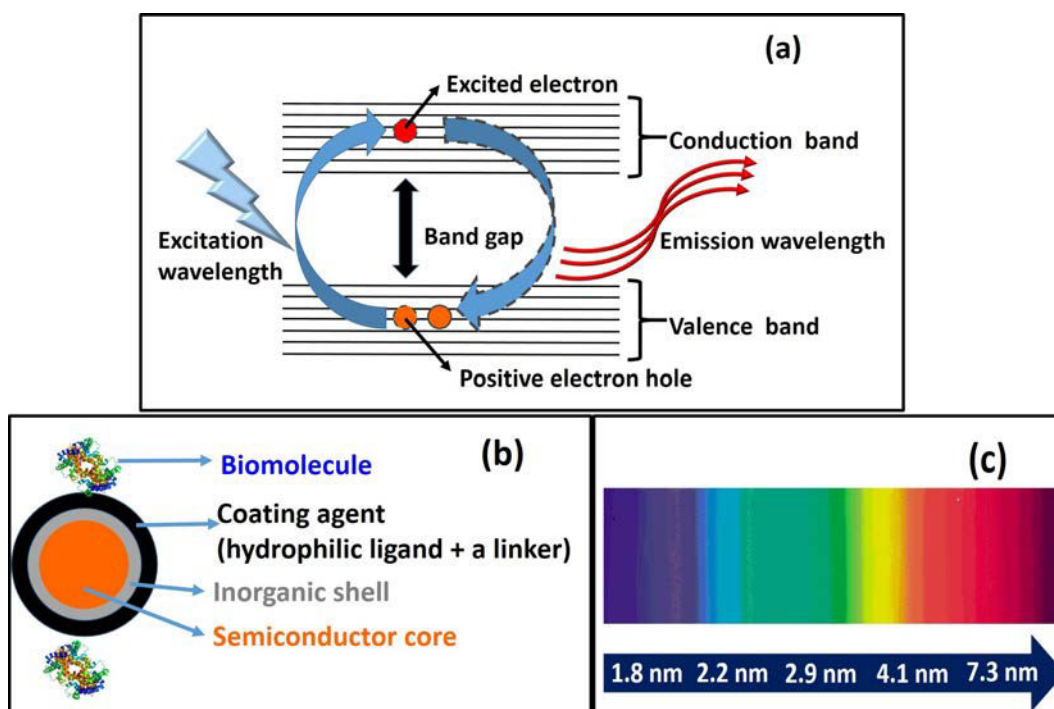 (a)
Excited electron
Conduction band
Excitation
wavelength
Band gap
Emission wavelength
Valence band
Positive electron hole
(b)
Biomolecule
Coating agent
(hydrophilic ligand + a linker)
Inorganic shell
Semiconductor core
(c)
1.8 nm 2.2 nm 2.9 nm 4.1 nm 7.3 nm